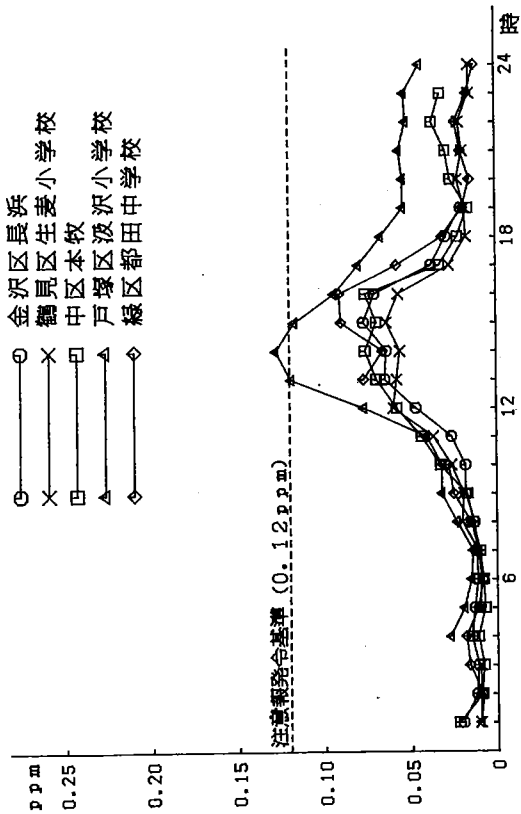 ppm
0.25
0.20
0.15
0.10
0.05
0
金沢区長浜
鶴見区生麦小学校
中区本牧
戸塚区汲沢小学校
緑区都田中学校
注意報発令基準(0.12ppm)
6
12
18
24
時